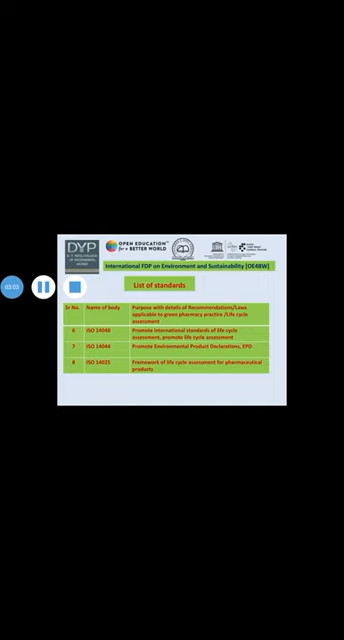 DYP
OPEN EDUCATION
for a BETTER WORLD
International FDP on Environment and Sustainability [OE4BW]
List of standards
03:03
Sr No. Name of body Purpose with details of Recommendations/Laws
applicable to green pharmacy practice /Life cycle
assessment
6 ISO 14040 Promote international standards of life cycle
assessment, promote life cycle assessment
7 ISO 14044 Promote Environmental Product Declarations, EPD
8 ISO 14025 Framework of life cycle assessment for pharmaceutical
products